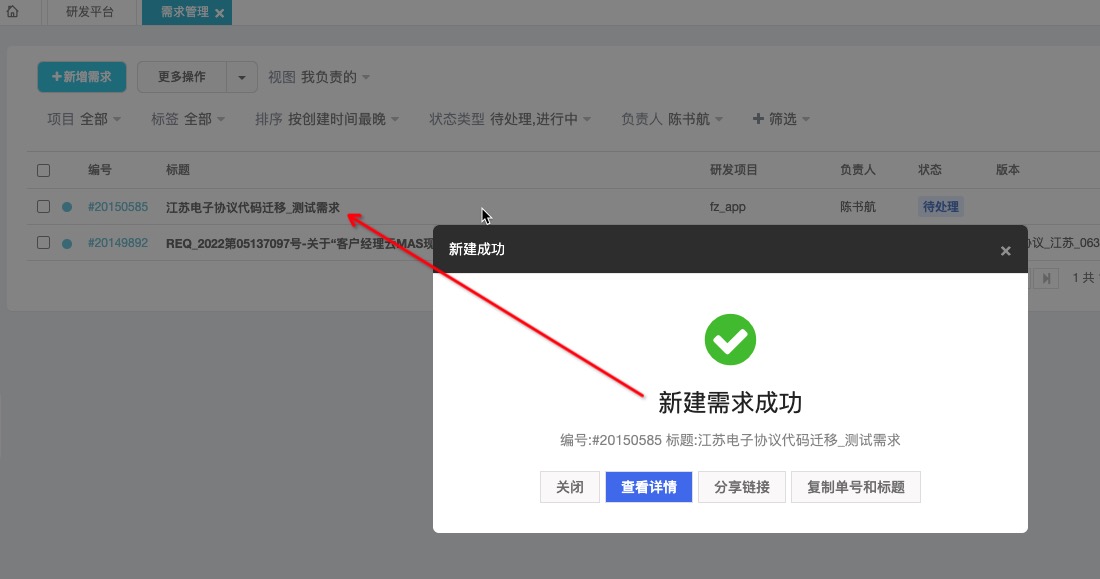 研发平台 需求管理 ×
+新增需求 更多操作 视图 我负责的
项目 全部 标签 全部 排序 按创建时间最晚 状态类型 待处理,进行中 负责人 陈书航 + 筛选
编号 标题 研发项目 负责人 状态 版本
#20150585 江苏电子协议代码迁移_测试需求 fz_app 陈书航 待处理
#20149892 REQ_2022第05137097号-关于“客户经理云MAS现 议_江苏_063
1 共
新建成功 ×
新建需求成功
编号:#20150585 标题:江苏电子协议代码迁移_测试需求
关闭 查看详情 分享链接 复制单号和标题